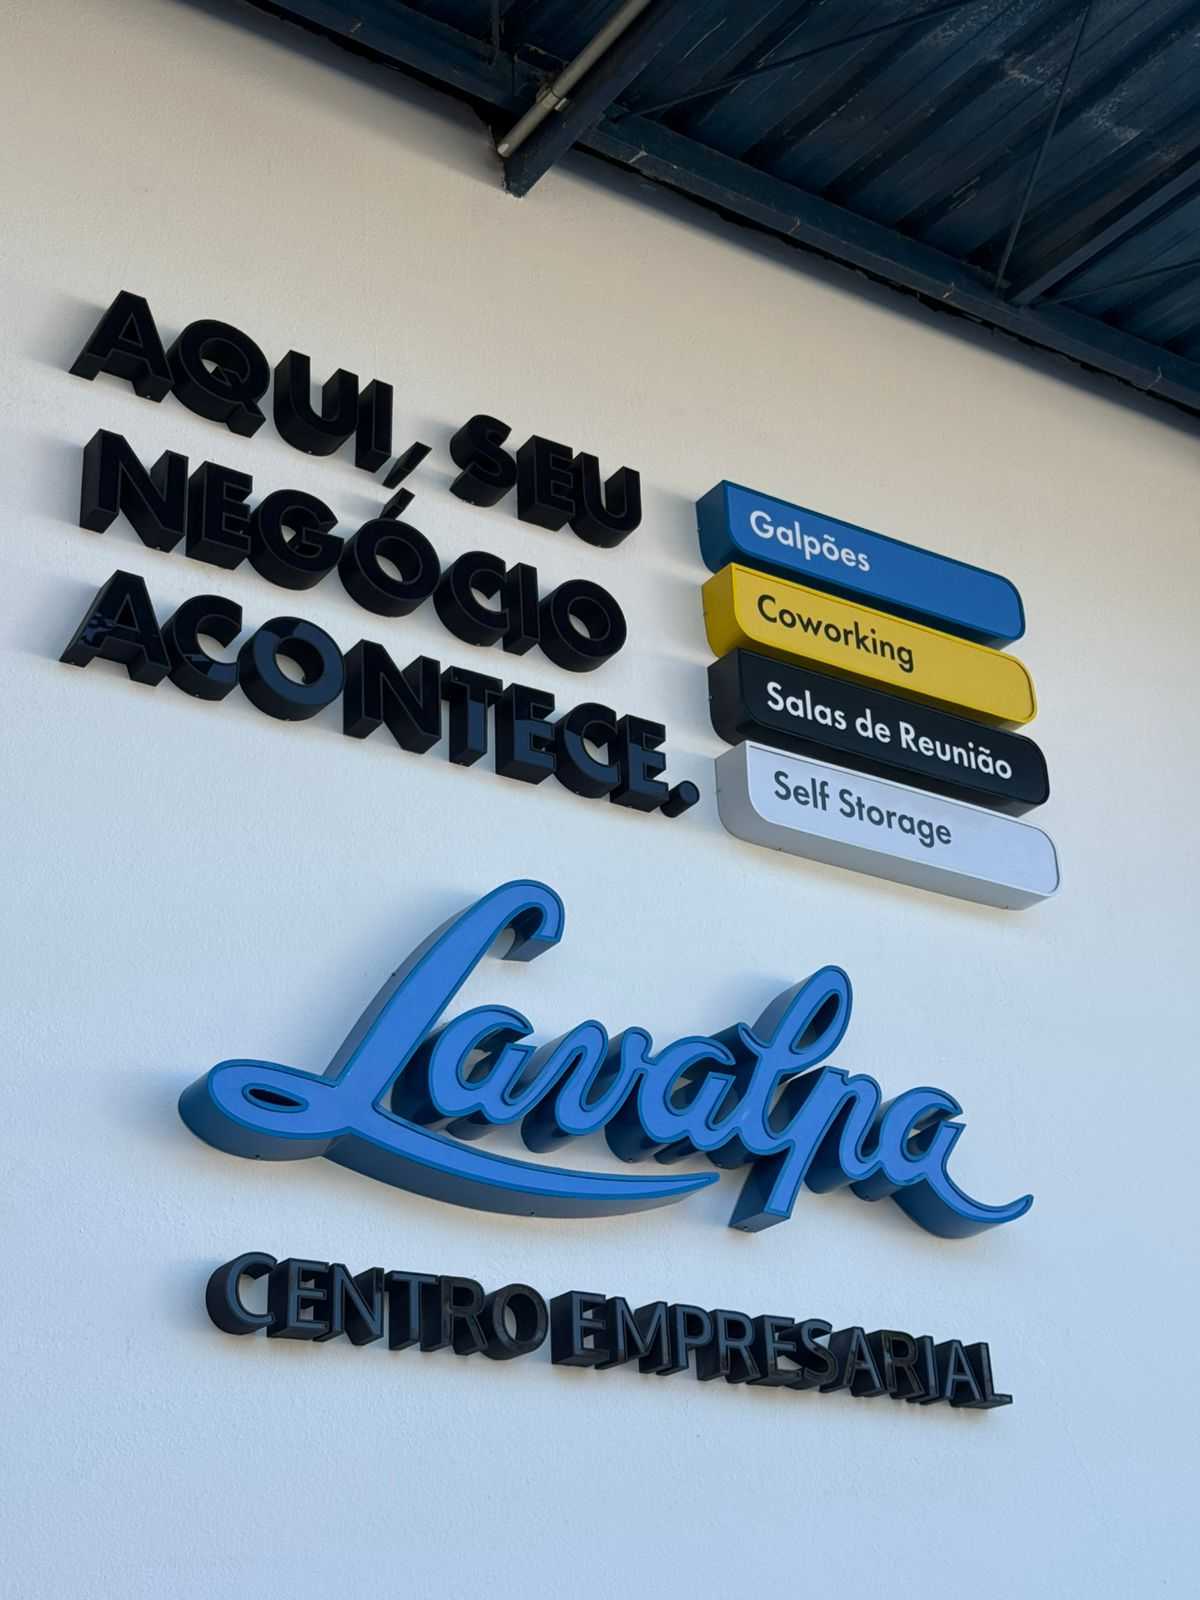 AQUI, SEU
NEGÓCIO
ACONTECE.
Galpões
Coworking
Salas de Reunião
Self Storage
Lavalpa
CENTRO EMPRESARIAL